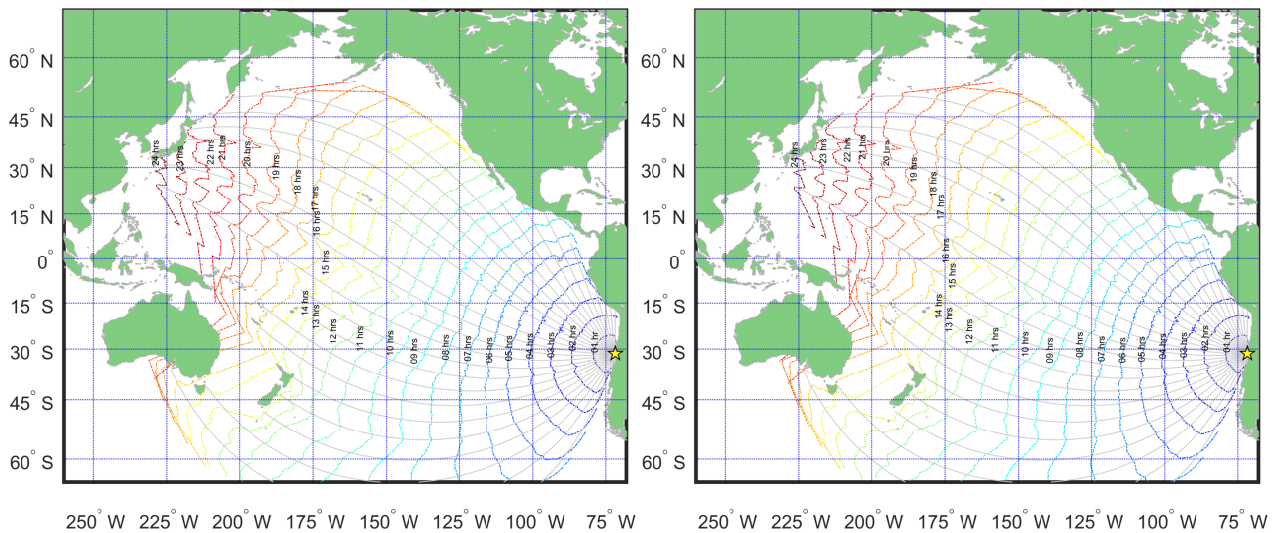 60° N
45° N
30° N
15° N
0°
15° S
30° S
45° S
60° S
250° W
225° W
200° W
175° W
150° W
125° W
100° W
75° W
24 hrs
23 hrs
22 hrs
21 hrs
20 hrs
19 hrs
18 hrs
17 hrs
16 hrs
15 hrs
14 hrs
13 hrs
12 hrs
11 hrs
10 hrs
09 hrs
08 hrs
07 hrs
06 hrs
05 hrs
04 hrs
03 hrs
02 hrs
01 hr
60° N
45° N
30° N
15° N
0°
15° S
30° S
45° S
60° S
250° W
225° W
200° W
175° W
150° W
125° W
100° W
75° W
24 hrs
23 hrs
22 hrs
21 hrs
20 hrs
19 hrs
18 hrs
17 hrs
16 hrs
15 hrs
14 hrs
13 hrs
12 hrs
11 hrs
10 hrs
09 hrs
08 hrs
07 hrs
06 hrs
05 hrs
04 hrs
03 hrs
02 hrs
01 hr